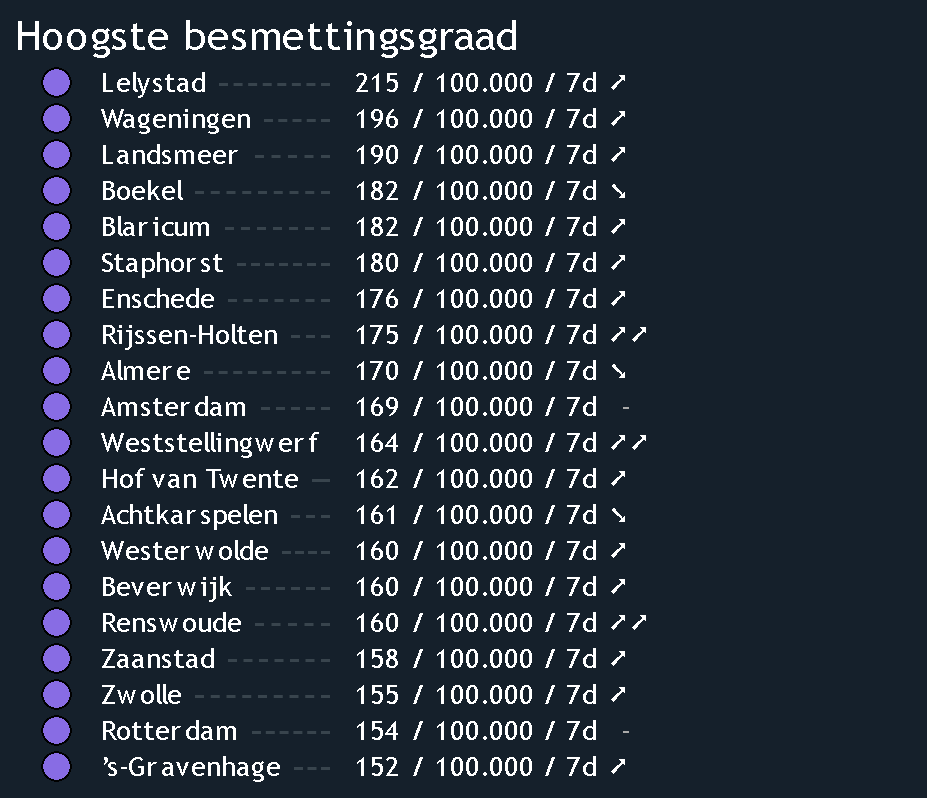 Hoogste besmettingsgraad
Lelystad -------- 215 / 100.000 / 7d ➚
Wageningen ----- 196 / 100.000 / 7d ➚
Landsmeer ----- 190 / 100.000 / 7d ➚
Boekel --------- 182 / 100.000 / 7d ➘
Blaricum ------- 182 / 100.000 / 7d ➚
Staphorst ------- 180 / 100.000 / 7d ➚
Enschede ------- 176 / 100.000 / 7d ➚
Rijssen-Holten --- 175 / 100.000 / 7d ➚➚
Almere --------- 170 / 100.000 / 7d ➘
Amsterdam ----- 169 / 100.000 / 7d -
Weststellingwerf 164 / 100.000 / 7d ➚➚
Hof van Twente — 162 / 100.000 / 7d ➚
Achtkarspelen --- 161 / 100.000 / 7d ➘
Westerwolde ---- 160 / 100.000 / 7d ➚
Beverwijk ------ 160 / 100.000 / 7d ➚
Renswoude ----- 160 / 100.000 / 7d ➚➚
Zaanstad ------- 158 / 100.000 / 7d ➚
Zwolle --------- 155 / 100.000 / 7d ➚
Rotterdam ------ 154 / 100.000 / 7d -
’s-Gravenhage --- 152 / 100.000 / 7d ➚